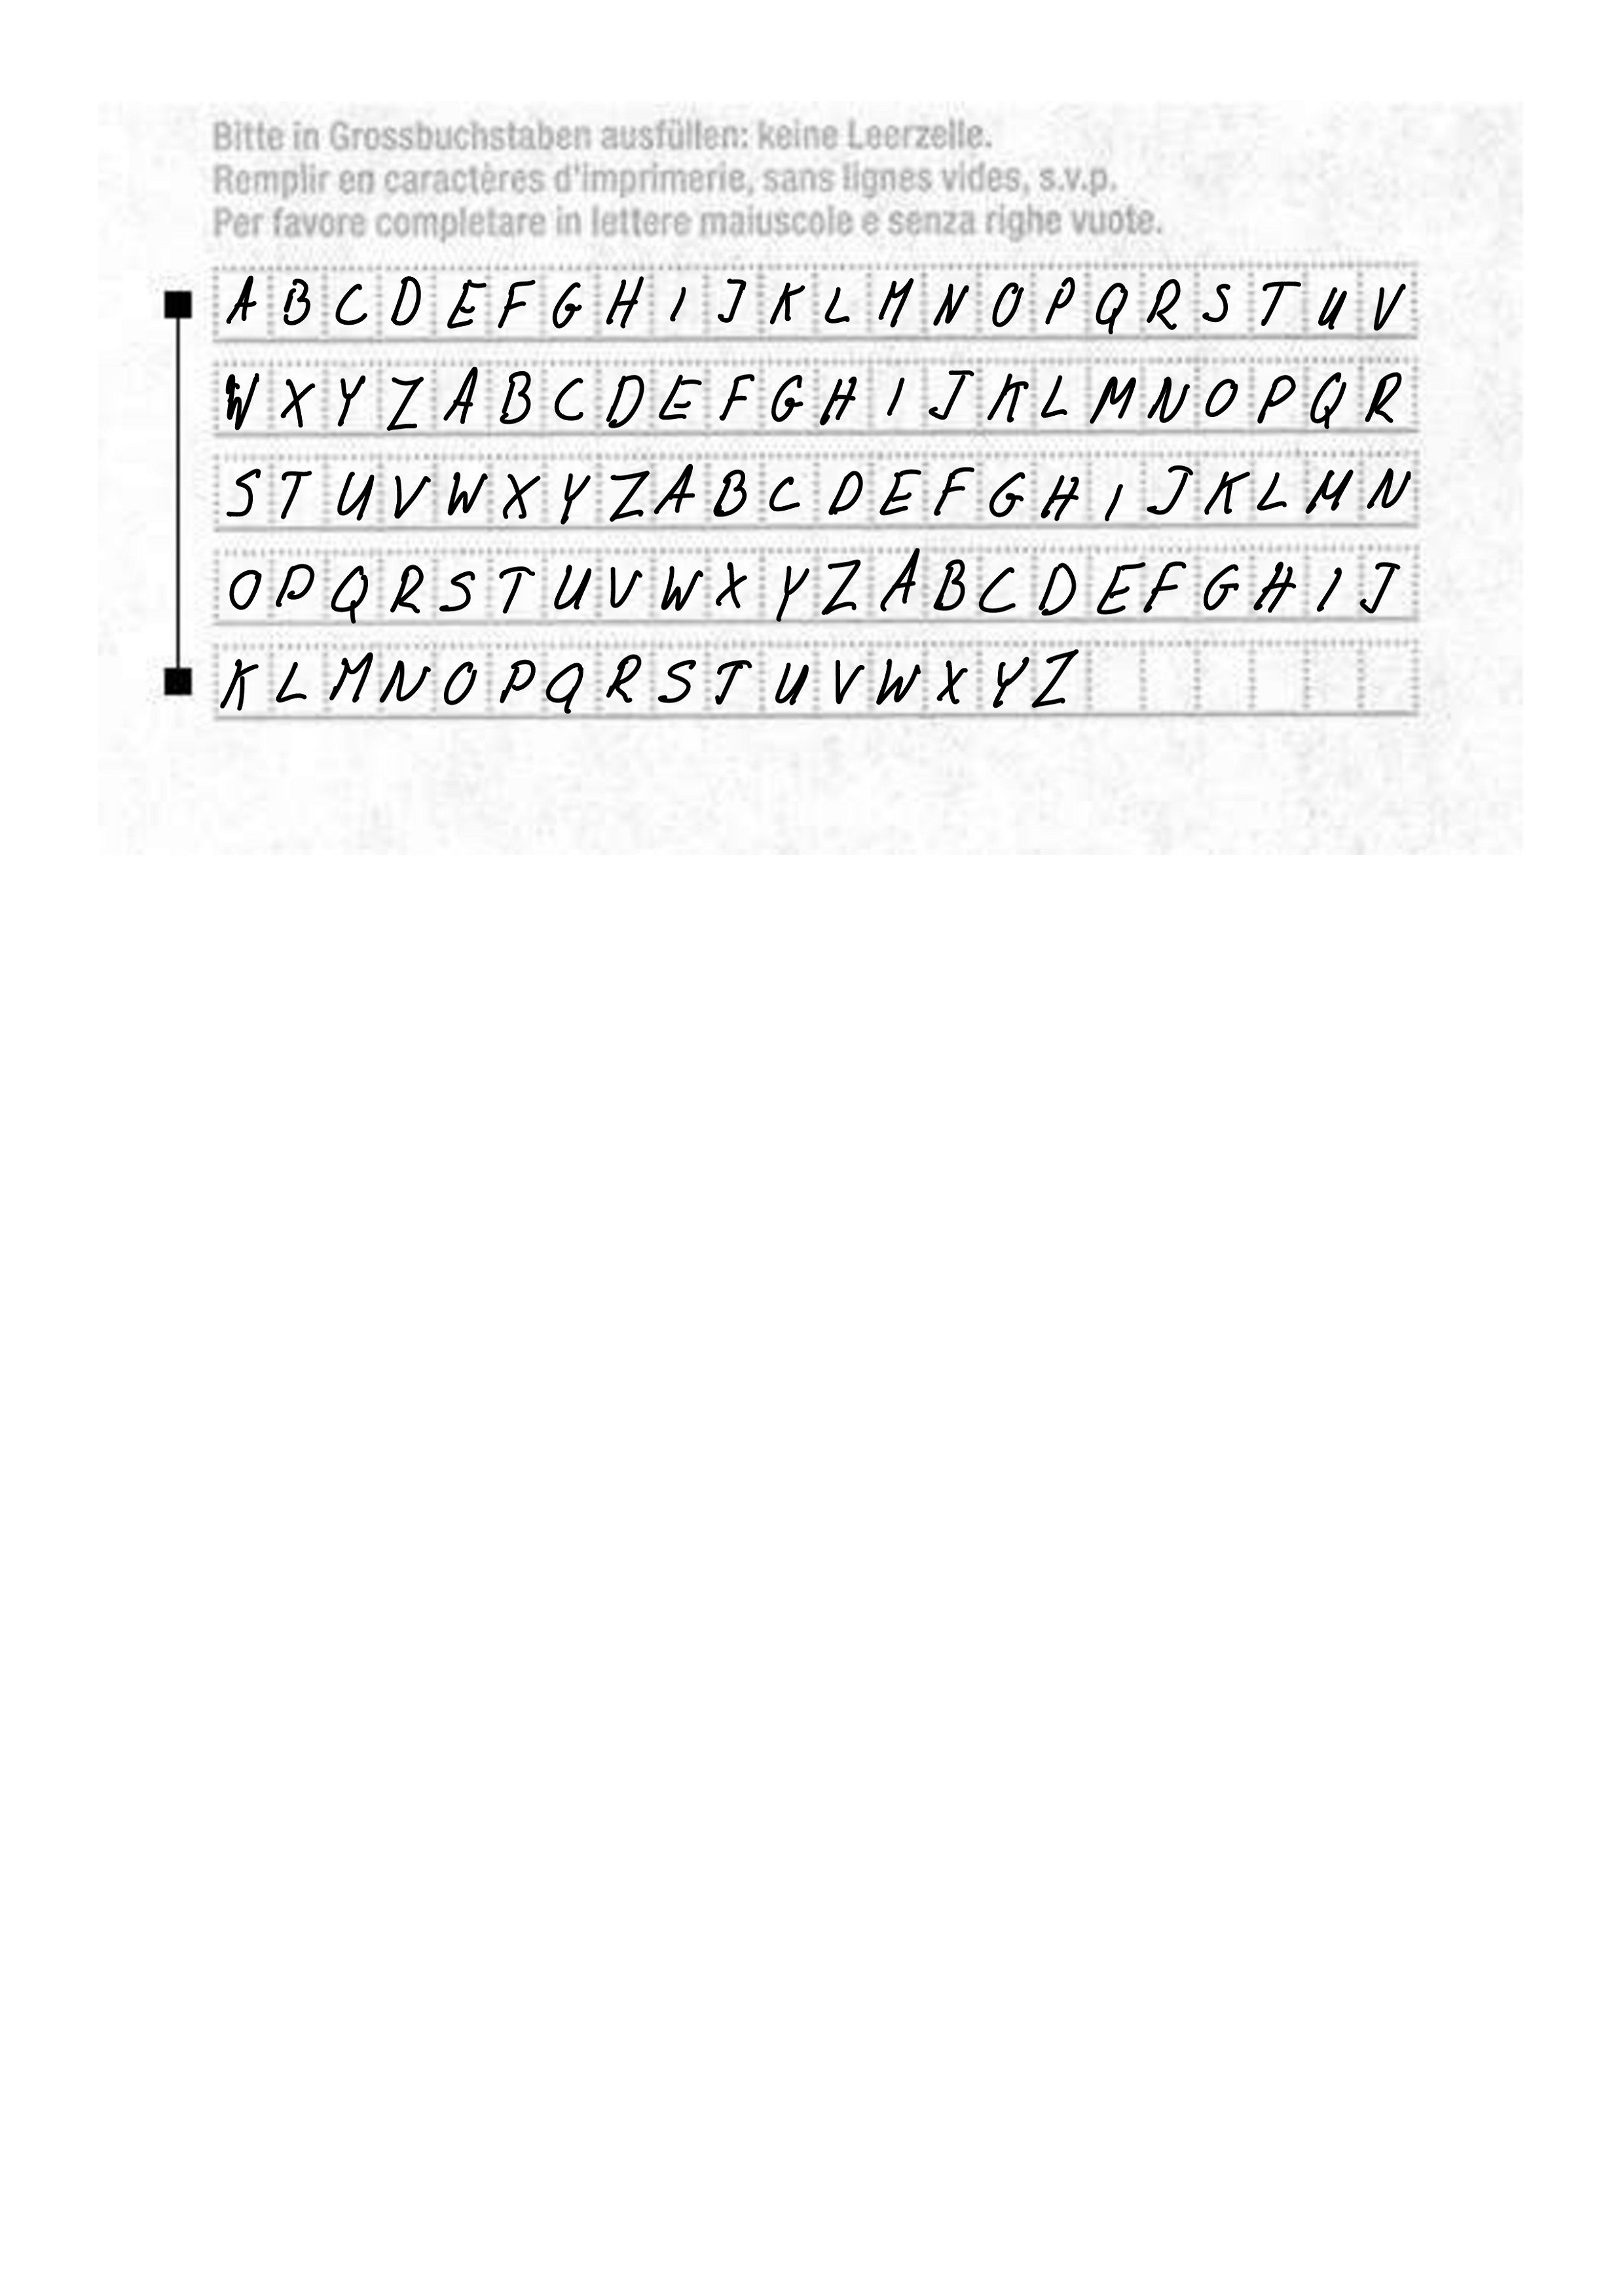 Bitte in Grossbuchstaben ausfüllen: keine Leerzelle.
Remplir en caractères d'imprimerie, sans lignes vides, s.v.p.
Per favore completare in lettere maiuscole e senza righe vuote.
A B C D E F G H I J K L M N O P Q R S T U V
W X Y Z A B C D E F G H I J K L M N O P Q R
S T U V W X Y Z A B C D E F G H I J K L M N
O P Q R S T U V W X Y Z A B C D E F G H I J
K L M N O P Q R S T U V W X Y Z